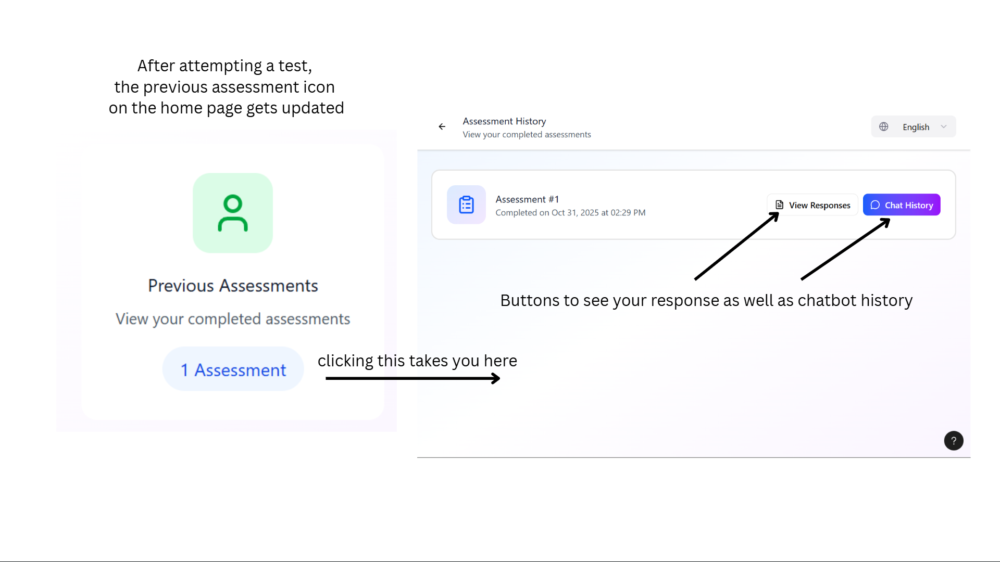 After attempting a test,
the previous assessment icon
on the home page gets updated
Previous Assessments
View your completed assessments
1 Assessment
clicking this takes you here
Assessment History
View your completed assessments
English
Assessment #1
Completed on Oct 31, 2025 at 02:29 PM
View Responses
Chat History
Buttons to see your response as well as chatbot history
?